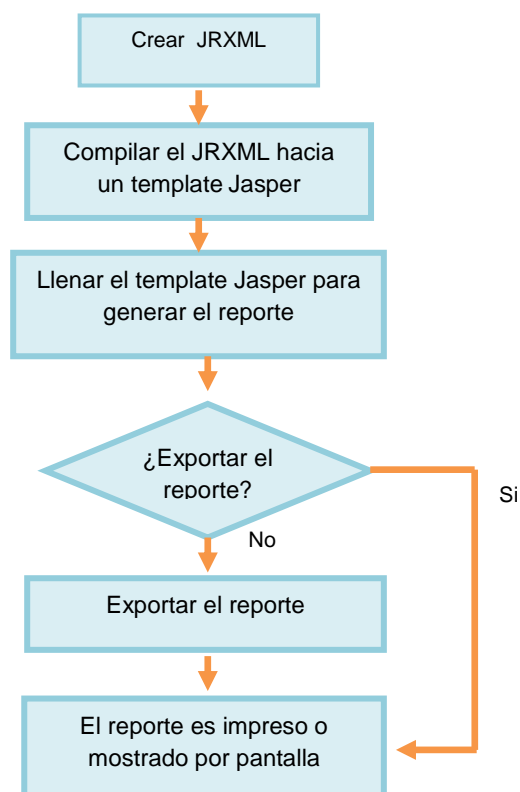 Crear JRXML
Compilar el JRXML hacia
un template Jasper
Llenar el template Jasper para
generar el reporte
¿Exportar el
reporte?
Si
No
Exportar el reporte
El reporte es impreso o
mostrado por pantalla